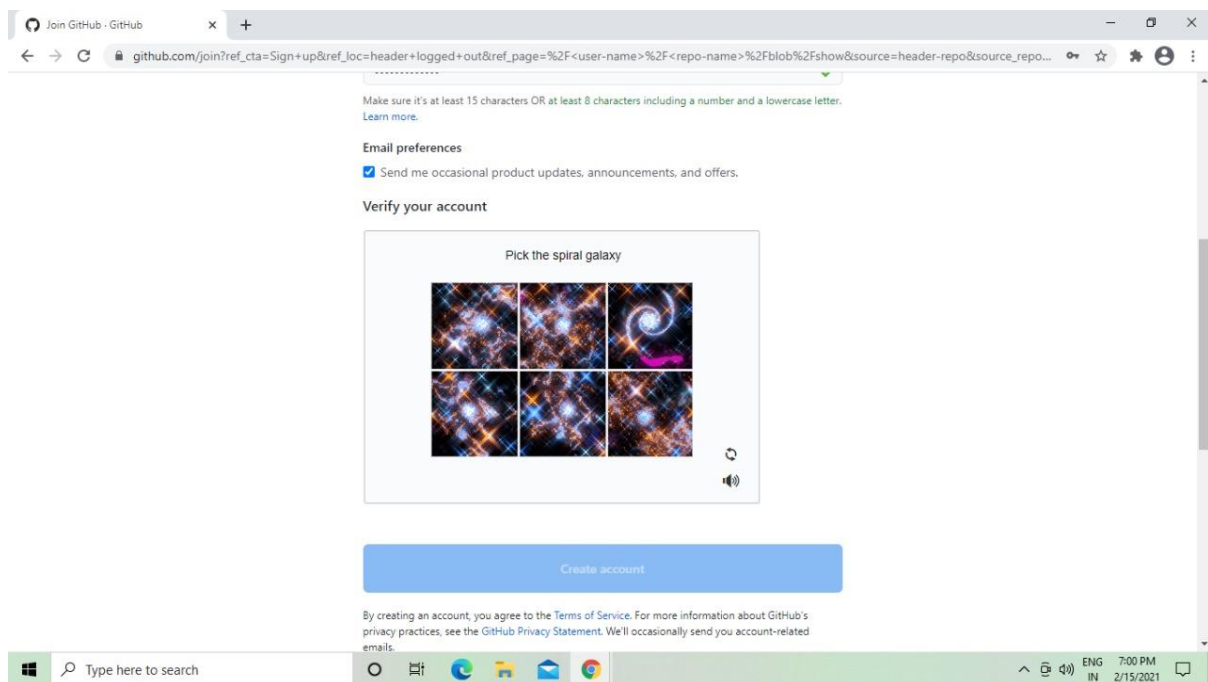 Join GitHub · GitHub
github.com/join?ref_cta=Sign+up&ref_loc=header+logged+out&ref_page=%2F<user-name>%2F<repo-name>%2Fblob%2Fshow&source=header-repo&source_repo...
Make sure it's at least 15 characters OR at least 8 characters including a number and a lowercase letter.
Learn more.
Email preferences
Send me occasional product updates, announcements, and offers.
Verify your account
Pick the spiral galaxy
Create account
By creating an account, you agree to the Terms of Service. For more information about GitHub's
privacy practices, see the GitHub Privacy Statement. We'll occasionally send you account-related
emails.
Type here to search
ENG
IN
7:00 PM
2/15/2021